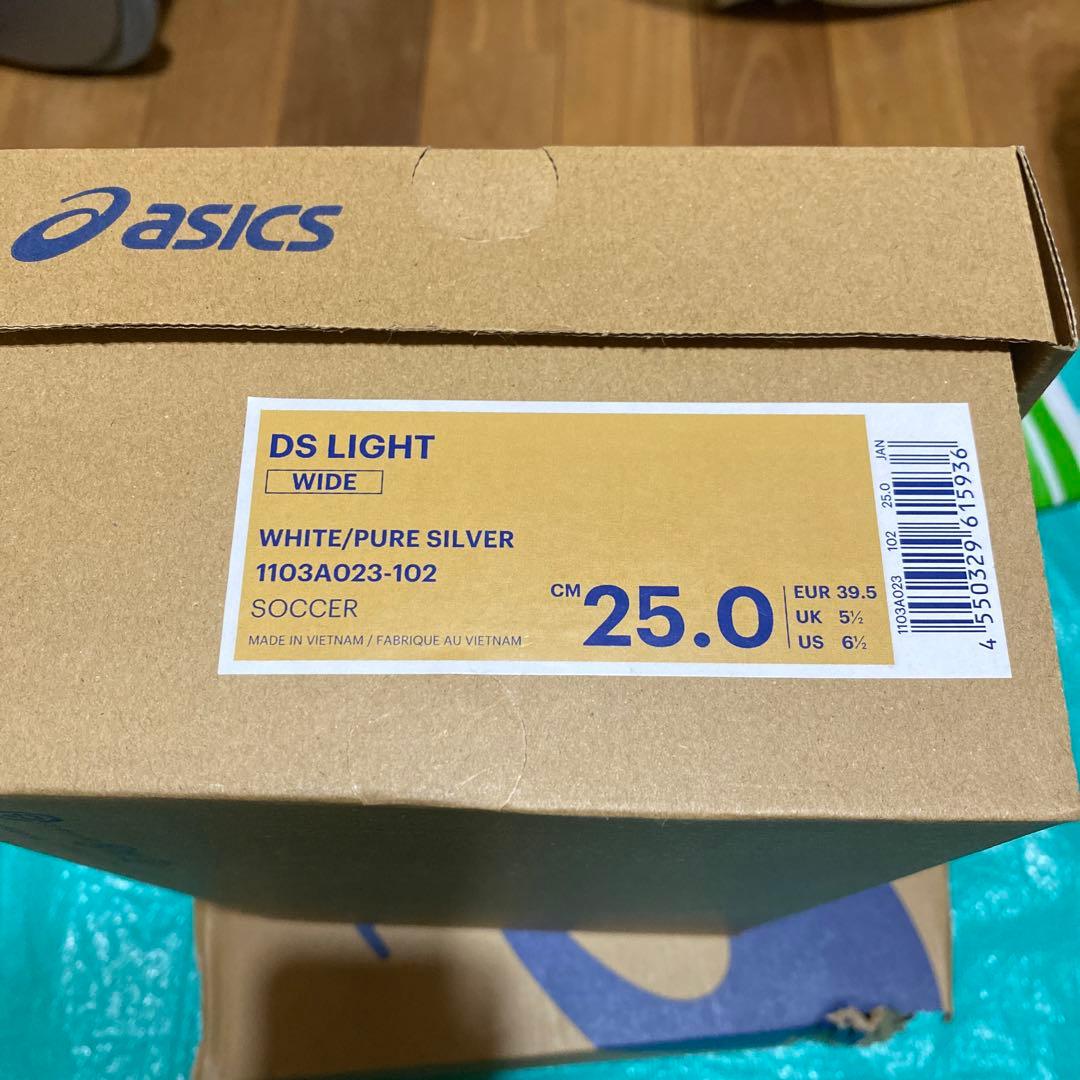 asics
DS LIGHT
WIDE
WHITE/PURE SILVER
1103A023-102
SOCCER
MADE IN VIETNAM / FABRIQUE AU VIETNAM
CM 25.0
EUR 39.5
UK 5½
US 6½
1103A023 102 25.0 JAN
4 550329 615936